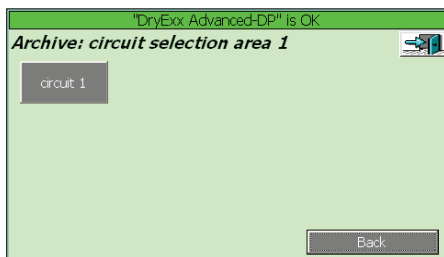 "DryExx Advanced-DP" is OK
Archive: circuit selection area 1
circuit 1
Back